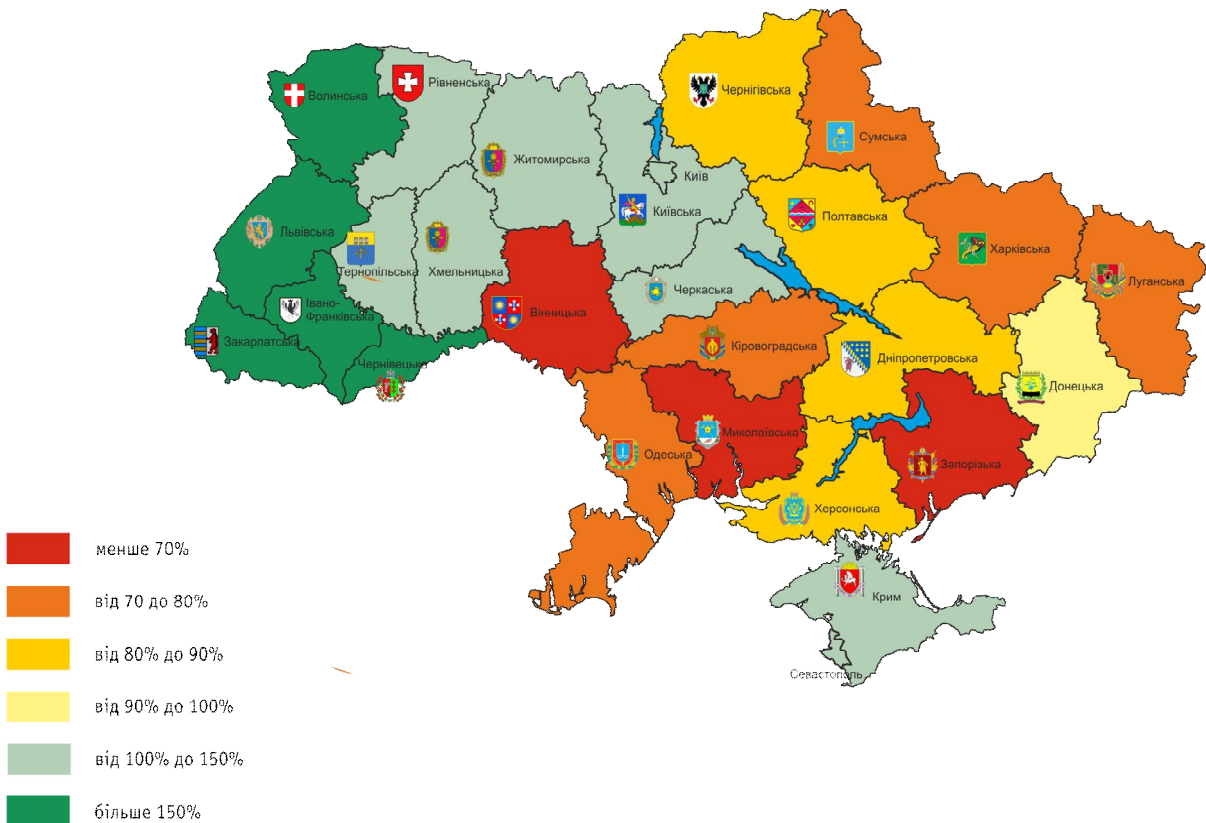 Чернігівська
Рівненська
Волинська
Сумська
Житомирська
Київ
Київська
Полтавська
Львівська
Харківська
Тернопільська
Хмельницька
Черкаська
Луганська
Івано-
Франківська
Вінницька
Закарпатська
Кіровоградська
Дніпропетровська
Чернівецька
Донецька
Миколаївська
Одеська
Запорізька
Херсонська
Крим
Севастополь
менше 70%
від 70 до 80%
від 80% до 90%
від 90% до 100%
від 100% до 150%
більше 150%